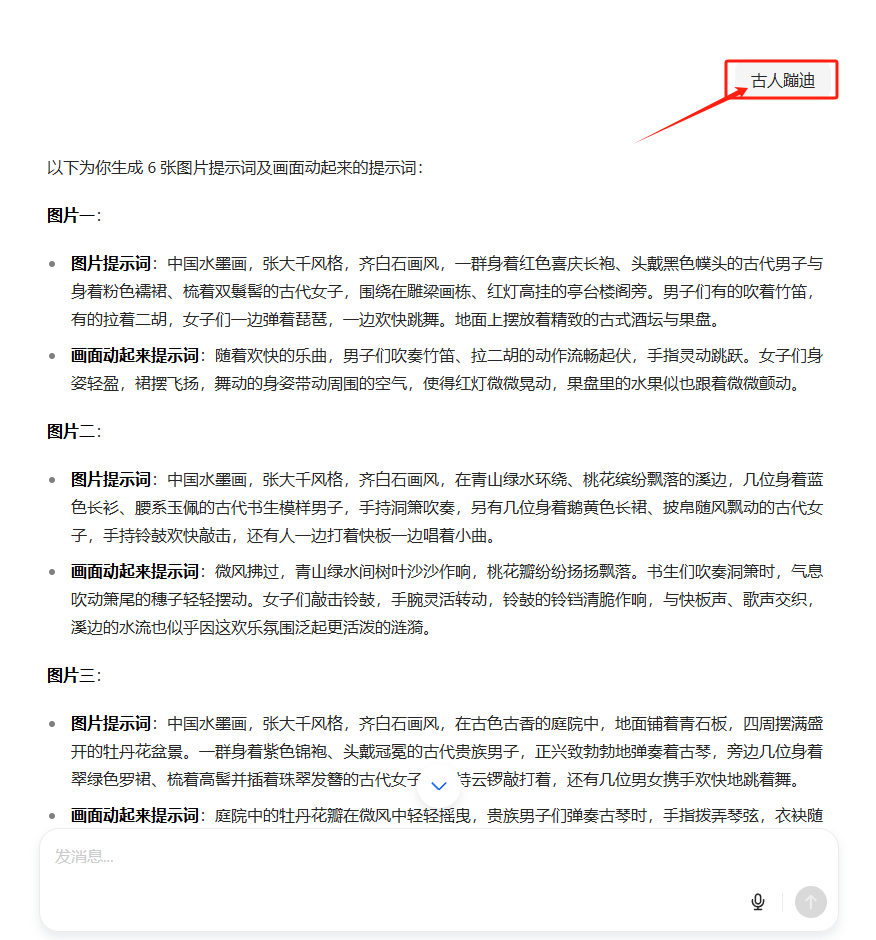 古人蹦迪
以下为你生成 6 张图片提示词及画面动起来的提示词：
图片一：
图片提示词：中国水墨画，张大千风格，齐白石画风，一群身着红色喜庆长袍、头戴黑色幞头的古代男子与
身着粉色襦裙、梳着双鬟髻的古代女子，围绕在雕梁画栋、红灯高挂的亭台楼阁旁。男子们有的吹着竹笛，
有的拉着二胡，女子们一边弹着琵琶，一边欢快跳舞。地面上摆放着精致的古式酒坛与果盘。
画面动起来提示词：随着欢快的乐曲，男子们吹奏竹笛、拉二胡的动作流畅起伏，手指灵动跳跃。女子们身
姿轻盈，裙摆飞扬，舞动的身姿带动周围的空气，使得红灯微微晃动，果盘里的水果似也跟着微微颤动。
图片二：
图片提示词：中国水墨画，张大千风格，齐白石画风，在青山绿水环绕、桃花缤纷飘落的溪边，几位身着蓝
色长衫、腰系玉佩的古代书生模样男子，手持洞箫吹奏，另有几位身着鹅黄色长裙、披帛随风飘动的古代女
子，手持铃鼓欢快敲击，还有人一边打着快板一边唱着小曲。
画面动起来提示词：微风拂过，青山绿水间树叶沙沙作响，桃花瓣纷纷扬扬飘落。书生们吹奏洞箫时，气息
吹动箫尾的穗子轻轻摆动。女子们敲击铃鼓，手腕灵活转动，铃鼓的铃铛清脆作响，与快板声、歌声交织，
溪边的水流也似乎因这欢乐氛围泛起更活泼的涟漪。
图片三：
图片提示词：中国水墨画，张大千风格，齐白石画风，在古色古香的庭院中，地面铺着青石板，四周摆满盛
开的牡丹花盆景。一群身着紫色锦袍、头戴冠冕的古代贵族男子，正兴致勃勃地弹奏着古琴，旁边几位身着
翠绿色罗裙、梳着高髻并插着珠翠发簪的古代女子 持云锣敲打着，还有几位男女携手欢快地跳着舞。
画面动起来提示词：庭院中的牡丹花瓣在微风中轻轻摇曳，贵族男子们弹奏古琴时，手指拨弄琴弦，衣袂随
发消息...